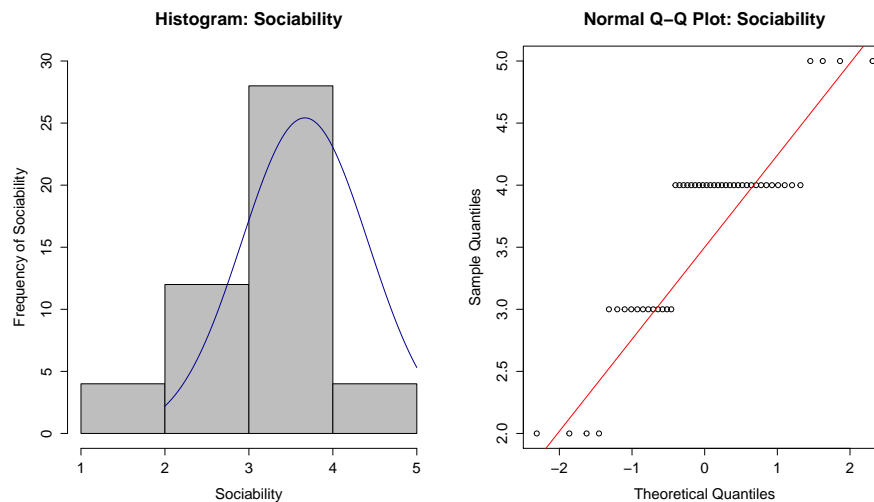 Histogram: Sociability
Frequency of Sociability
30
25
20
15
10
5
0
1 2 3 4 5
Sociability
Normal Q−Q Plot: Sociability
Sample Quantiles
5.0
4.5
4.0
3.5
3.0
2.5
2.0
−2 −1 0 1 2
Theoretical Quantiles